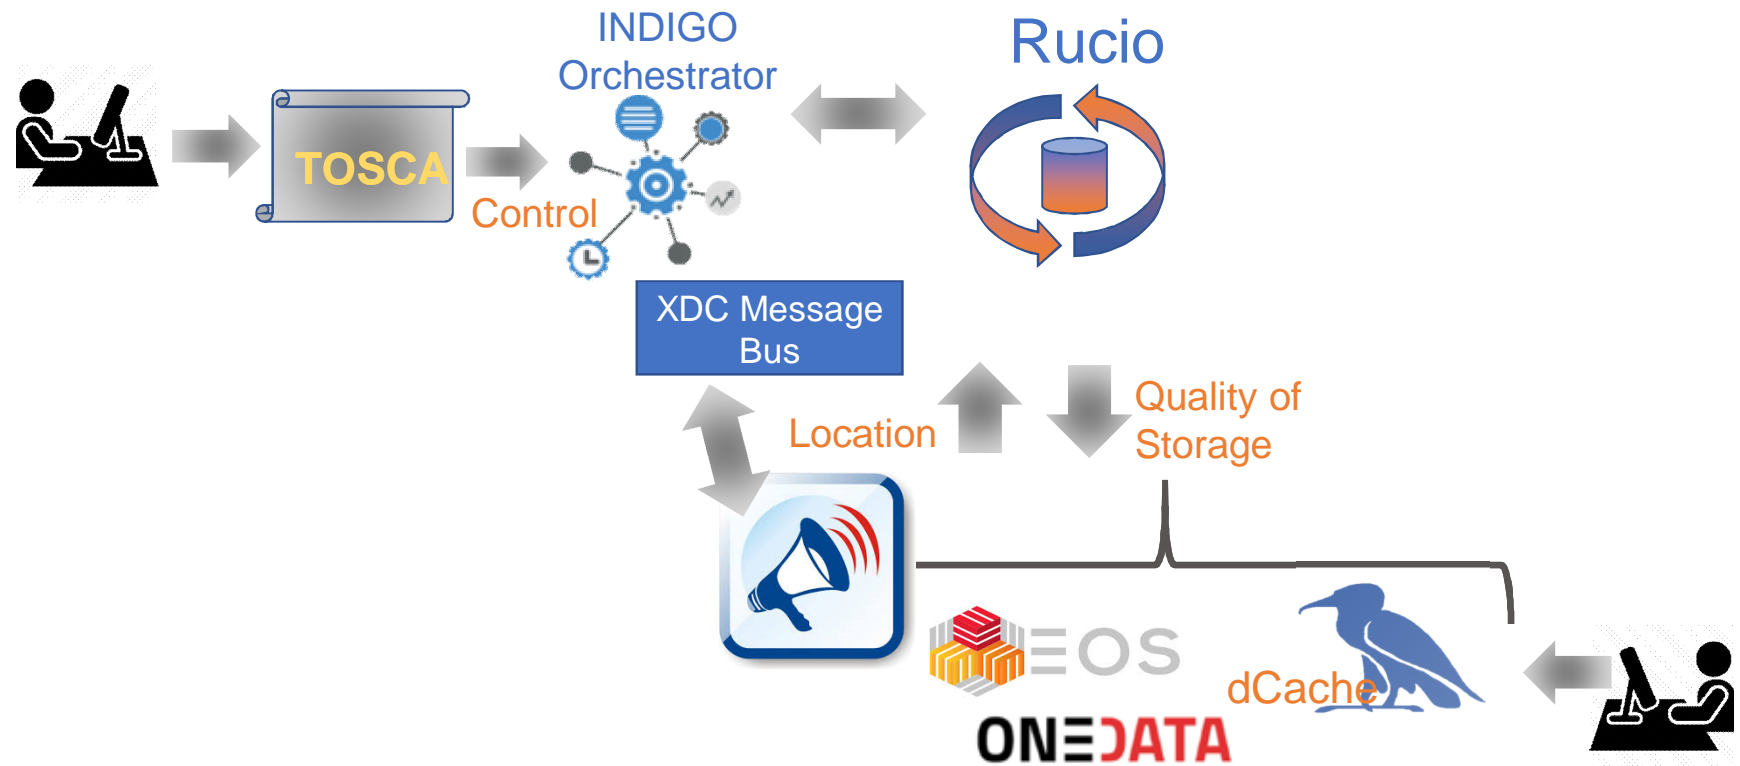 INDIGO
Orchestrator
Rucio
TOSCA
Control
XDC Message
Bus
Location
Quality of
Storage
EOS
dCache
ONEDATA